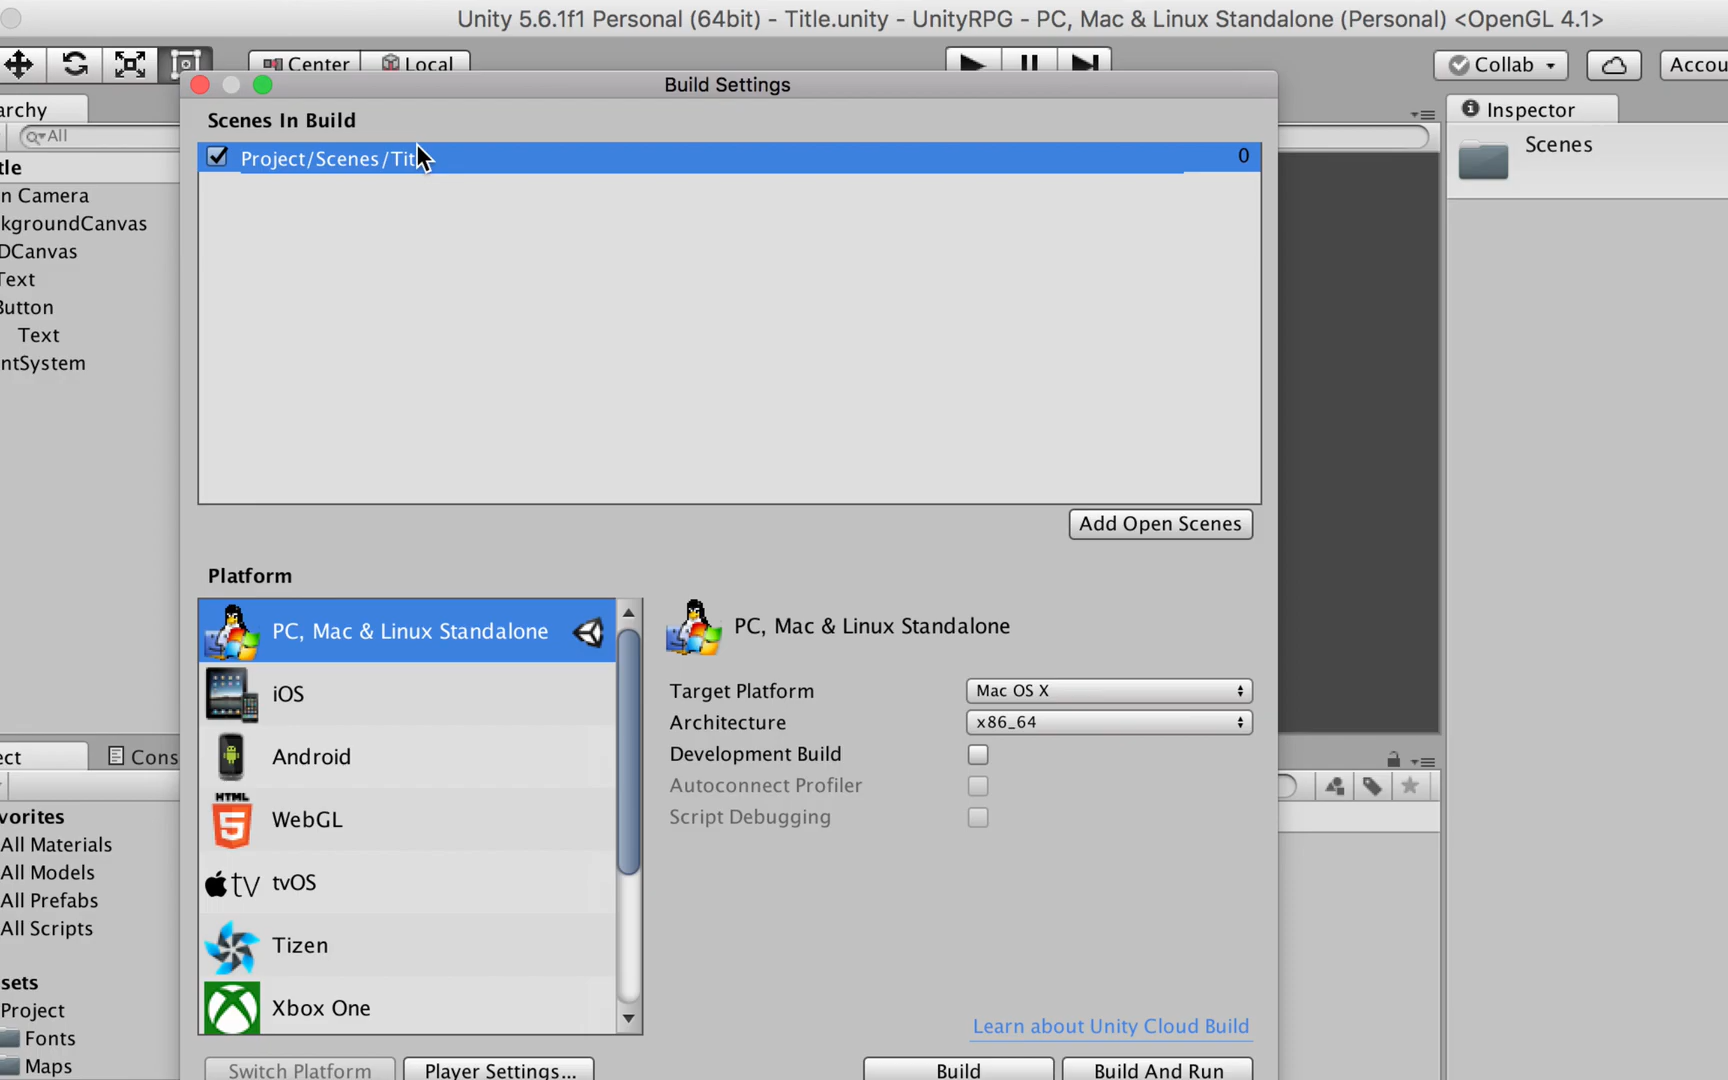 Unity 5.6.1f1 Personal (64bit) - Title.unity - UnityRPG - PC, Mac & Linux Standalone (Personal) <OpenGL 4.1>
Center Local Collab Accou
Build Settings
archy
All
Inspector
Scenes
Scenes In Build
Project/Scenes/Tit 0
tle
n Camera
kgroundCanvas
DCanvas
Text
Button
Text
ntSystem
Add Open Scenes
Platform
PC, Mac & Linux Standalone
iOS
Android
HTML
5
WebGL
tv
tvOS
Tizen
Xbox One
PC, Mac & Linux Standalone
Target Platform Mac OS X
Architecture x86_64
Development Build
Autoconnect Profiler
Script Debugging
Learn about Unity Cloud Build
Switch Platform Player Settings... Build Build And Run
ect Cons
vorites
All Materials
All Models
All Prefabs
All Scripts
sets
Project
Fonts
Maps